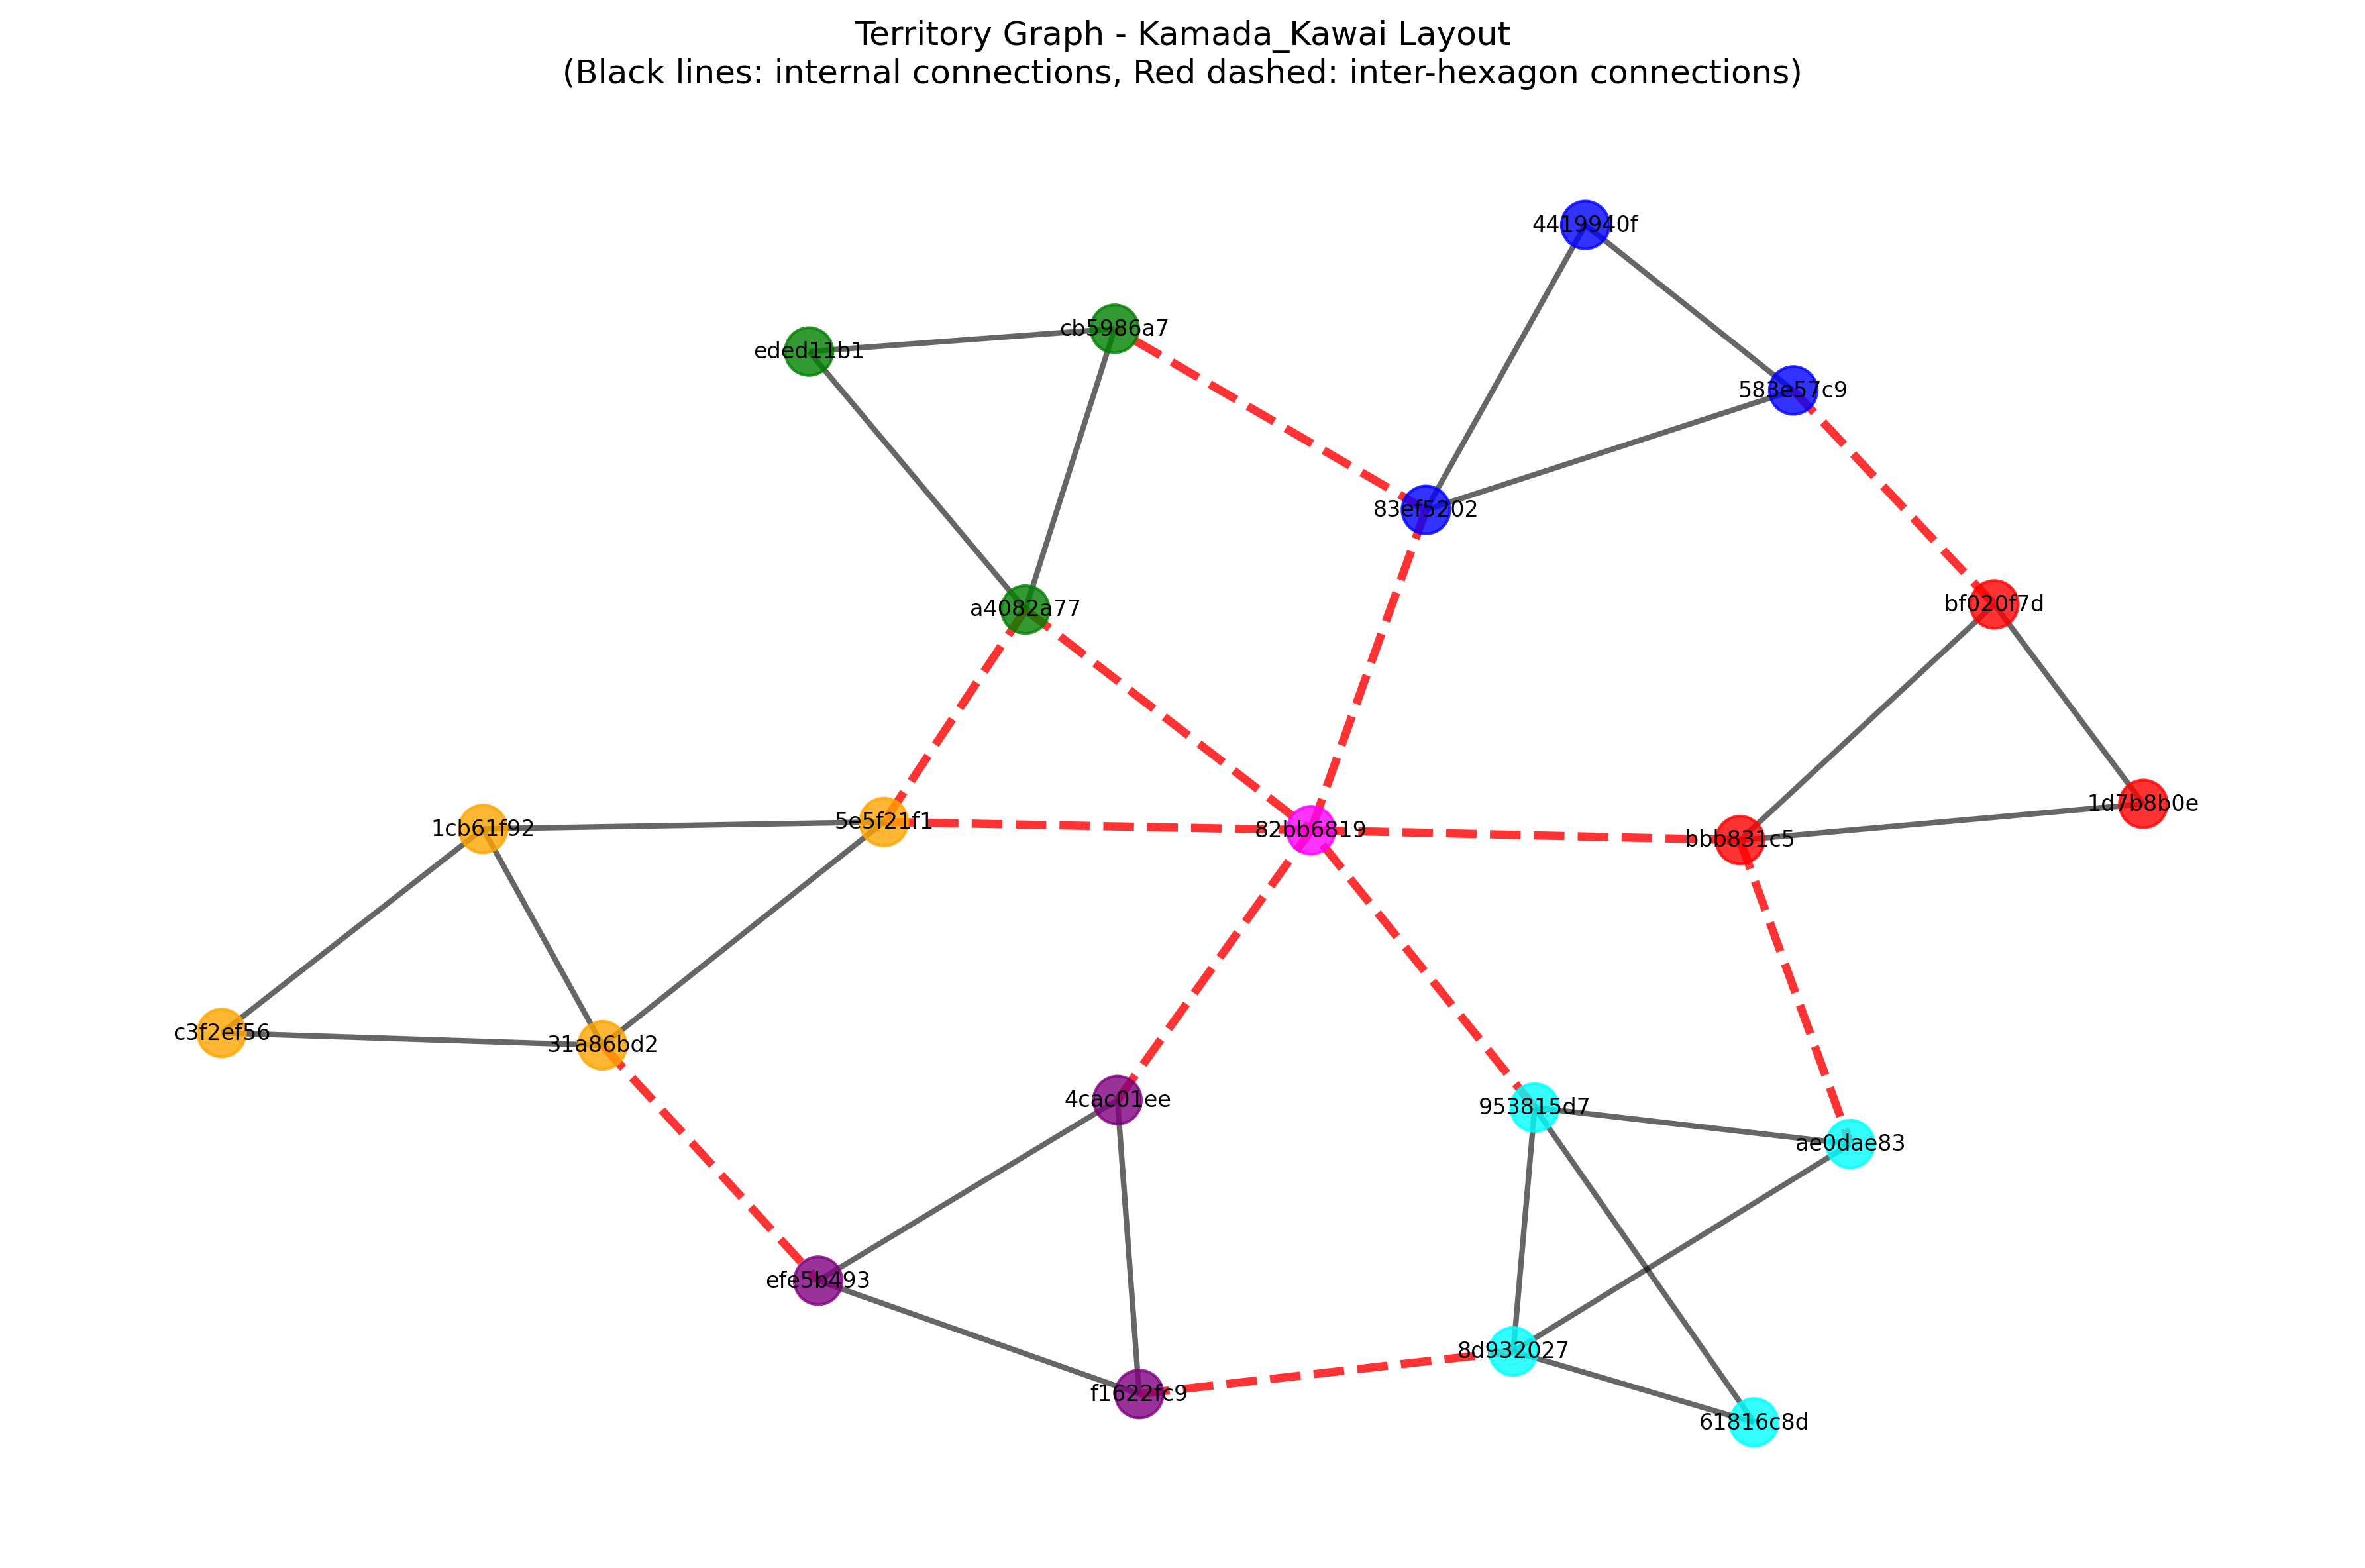 Territory Graph - Kamada_Kawai Layout
(Black lines: internal connections, Red dashed: inter-hexagon connections)
4419940f
cb5986a7
eded11b1
583e57c9
83ef5202
bf020f7d
a4082a77
1d7b8b0e
5e5f21f1
1cb61f92
82bb6819
bbb831c5
c3f2ef56
31a86bd2
4cac01ee
953815d7
ae0dae83
efe5b493
8d932027
f1622fc9
61816c8d